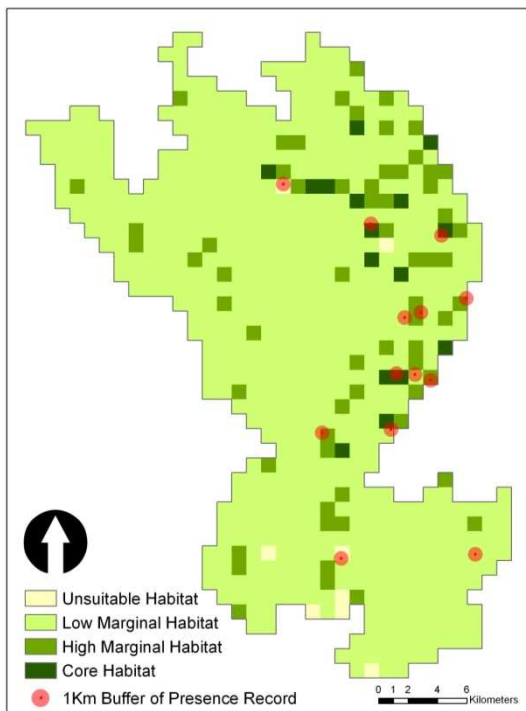 Unsuitable Habitat
Low Marginal Habitat
High Marginal Habitat
Core Habitat
1Km Buffer of Presence Record
0 1 2 4 6
Kilometers